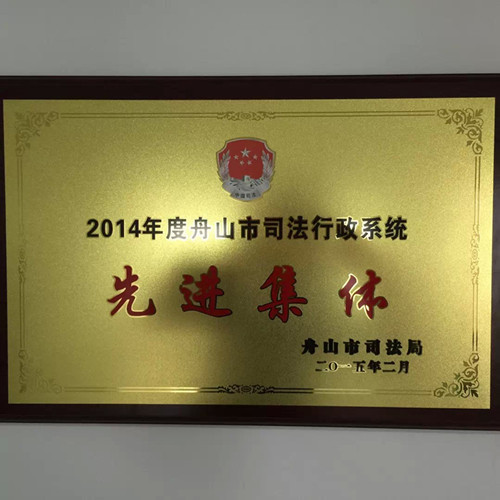 2014年度舟山市司法行政系统
先进集体
舟山市司法局
二〇一五年二月